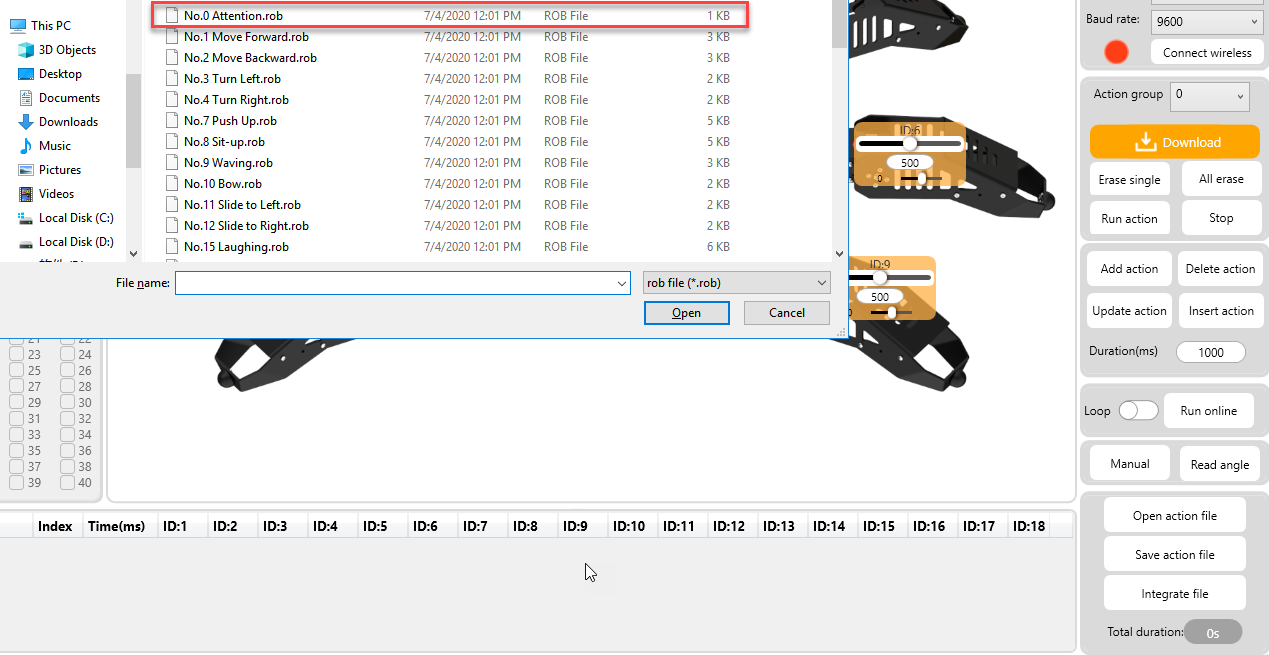 This PC
3D Objects
Desktop
Documents
Downloads
Music
Pictures
Videos
Local Disk (C:)
Local Disk (D:)
No.0 Attention.rob 7/4/2020 12:01 PM ROB File 1 KB
No.1 Move Forward.rob 7/4/2020 12:01 PM ROB File 3 KB
No.2 Move Backward.rob 7/4/2020 12:01 PM ROB File 3 KB
No.3 Turn Left.rob 7/4/2020 12:01 PM ROB File 2 KB
No.4 Turn Right.rob 7/4/2020 12:01 PM ROB File 2 KB
No.7 Push Up.rob 7/4/2020 12:01 PM ROB File 5 KB
No.8 Sit-up.rob 7/4/2020 12:01 PM ROB File 5 KB
No.9 Waving.rob 7/4/2020 12:01 PM ROB File 3 KB
No.10 Bow.rob 7/4/2020 12:01 PM ROB File 2 KB
No.11 Slide to Left.rob 7/4/2020 12:01 PM ROB File 2 KB
No.12 Slide to Right.rob 7/4/2020 12:01 PM ROB File 2 KB
No.15 Laughing.rob 7/4/2020 12:01 PM ROB File 6 KB
File name: rob file (*.rob)
Open Cancel
ID:6
500
0
ID:9
500
0
21 22
23 24
25 26
27 28
29 30
31 32
33 34
35 36
37 38
39 40
Baud rate: 9600
Connect wireless
Action group 0
Download
Erase single All erase
Run action Stop
Add action Delete action
Update action Insert action
Duration(ms) 1000
Loop Run online
Manual Read angle
Open action file
Save action file
Integrate file
Total duration: 0s
Index Time(ms) ID:1 ID:2 ID:3 ID:4 ID:5 ID:6 ID:7 ID:8 ID:9 ID:10 ID:11 ID:12 ID:13 ID:14 ID:15 ID:16 ID:17 ID:18